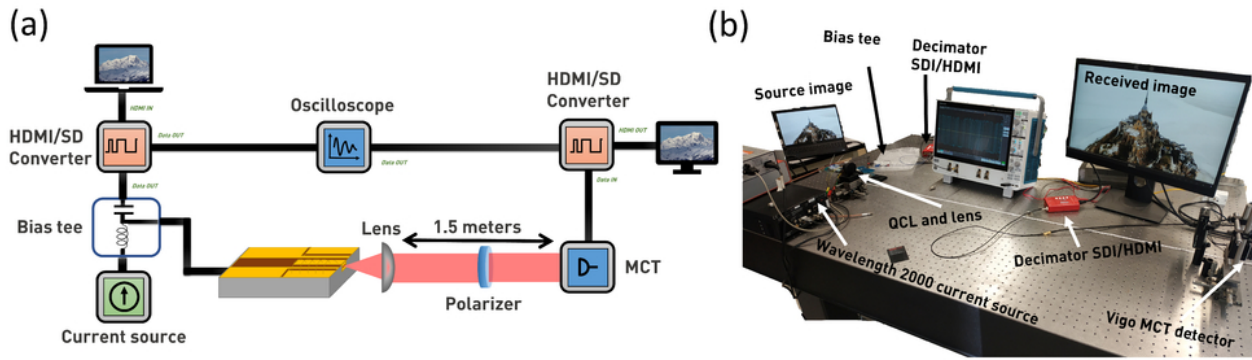 (a)
HDMI IN
HDMI/SD
Converter
Data OUT
Oscilloscope
Data OUT
HDMI/SD
Converter
HDMI OUT
Data OUT
Data IN
Bias tee
Lens
1.5 meters
MCT
Polarizer
Current source
(b)
Bias tee
Decimator
SDI/HDMI
Source image
Received image
QCL and lens
Decimator SDI/HDMI
Wavelength 2000 current source
Vigo MCT detector